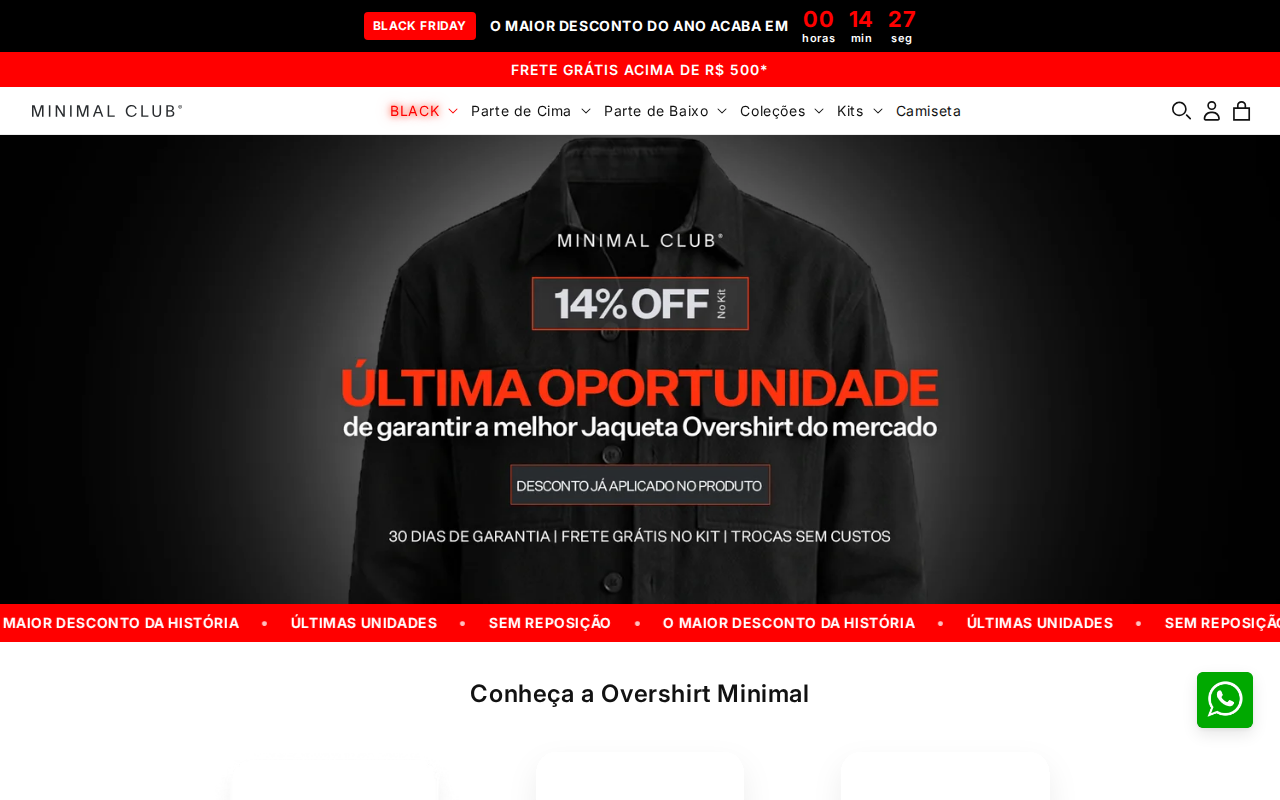 BLACK FRIDAY
O MAIOR DESCONTO DO ANO ACABA EM
00 14 27
horas min seg
FRETE GRÁTIS ACIMA DE R$ 500*
MINIMAL CLUB®
BLACK Parte de Cima Parte de Baixo Coleções Kits Camiseta
MINIMAL CLUB®
14% OFF No Kit
ÚLTIMA OPORTUNIDADE
de garantir a melhor Jaqueta Overshirt do mercado
DESCONTO JÁ APLICADO NO PRODUTO
30 DIAS DE GARANTIA | FRETE GRÁTIS NO KIT | TROCAS SEM CUSTOS
MAIOR DESCONTO DA HISTÓRIA • ÚLTIMAS UNIDADES • SEM REPOSIÇÃO • O MAIOR DESCONTO DA HISTÓRIA • ÚLTIMAS UNIDADES • SEM REPOSIÇÃO
Conheça a Overshirt Minimal